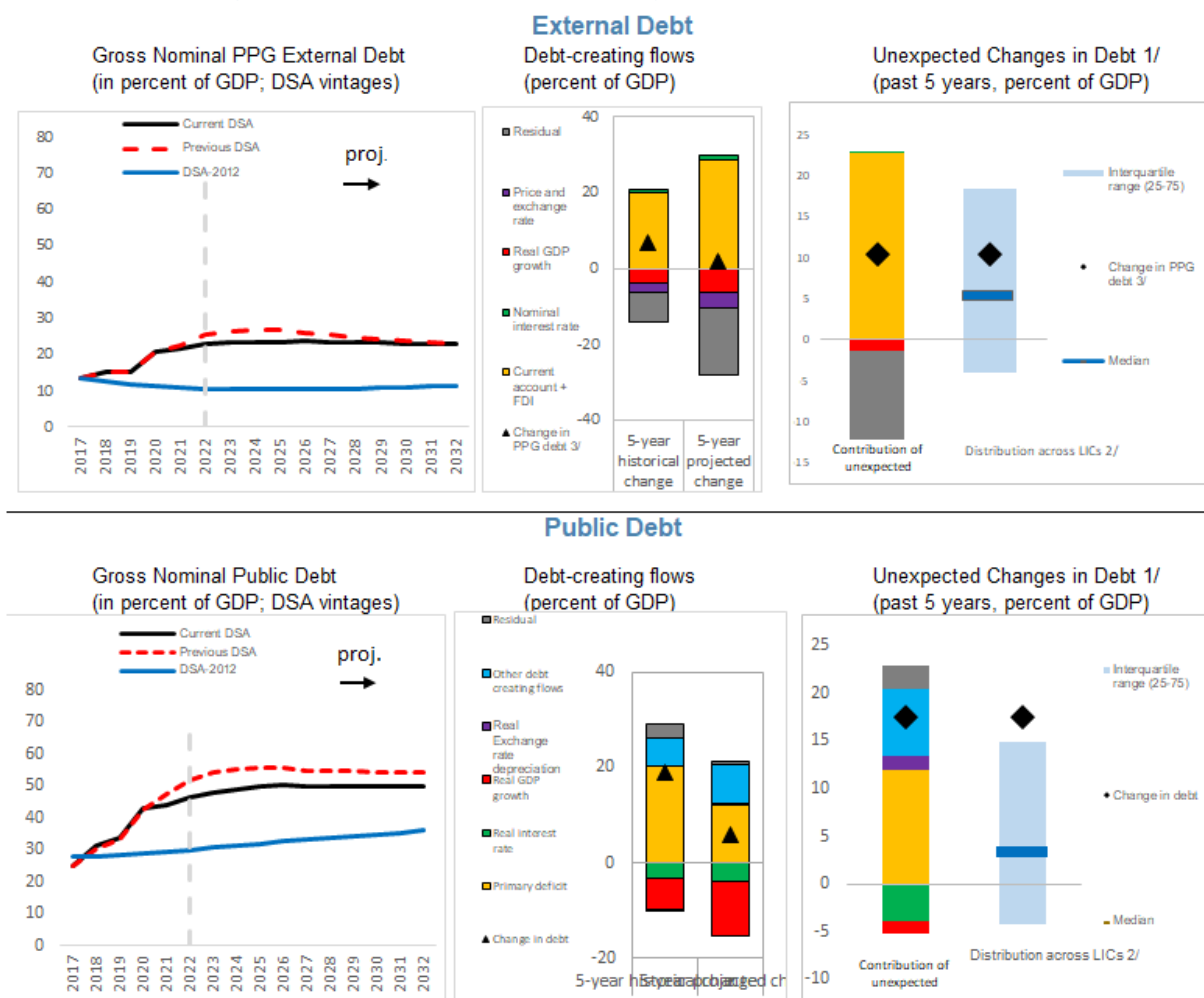 External Debt
Gross Nominal PPG External Debt
(in percent of GDP; DSA vintages)
Current DSA
Previous DSA
DSA-2012
proj.
80
70
60
50
40
30
20
10
0
2017
2018
2019
2020
2021
2022
2023
2024
2025
2026
2027
2028
2029
2030
2031
2032
Debt-creating flows
(percent of GDP)
Residual
Price and
exchange
rate
Real GDP
growth
Nominal
interest rate
Current
account +
FDI
Change in
PPG debt 3/
40
20
0
-20
-40
5-year
historical
change
5-year
projected
change
Unexpected Changes in Debt 1/
(past 5 years, percent of GDP)
25
20
15
10
5
0
-5
-10
-15
Contribution of
unexpected
Distribution across LICs 2/
Interquartile
range (25-75)
Change in PPG
debt 3/
Median
Public Debt
Gross Nominal Public Debt
(in percent of GDP; DSA vintages)
Current DSA
Previous DSA
DSA-2012
proj.
80
70
60
50
40
30
20
10
0
2017
2018
2019
2020
2021
2022
2023
2024
2025
2026
2027
2028
2029
2030
2031
2032
Debt-creating flows
(percent of GDP)
Residual
Other debt
creating flows
Real
Exchange
rate
depreciation
Real GDP
growth
Real interest
rate
Primary deficit
Change in debt
40
20
0
-20
5-year
Unexpected Changes in Debt 1/
(past 5 years, percent of GDP)
25
20
15
10
5
0
-5
-10
Contribution of
unexpected
Distribution across LICs 2/
Interquartile
range (25-75)
Change in debt
Median